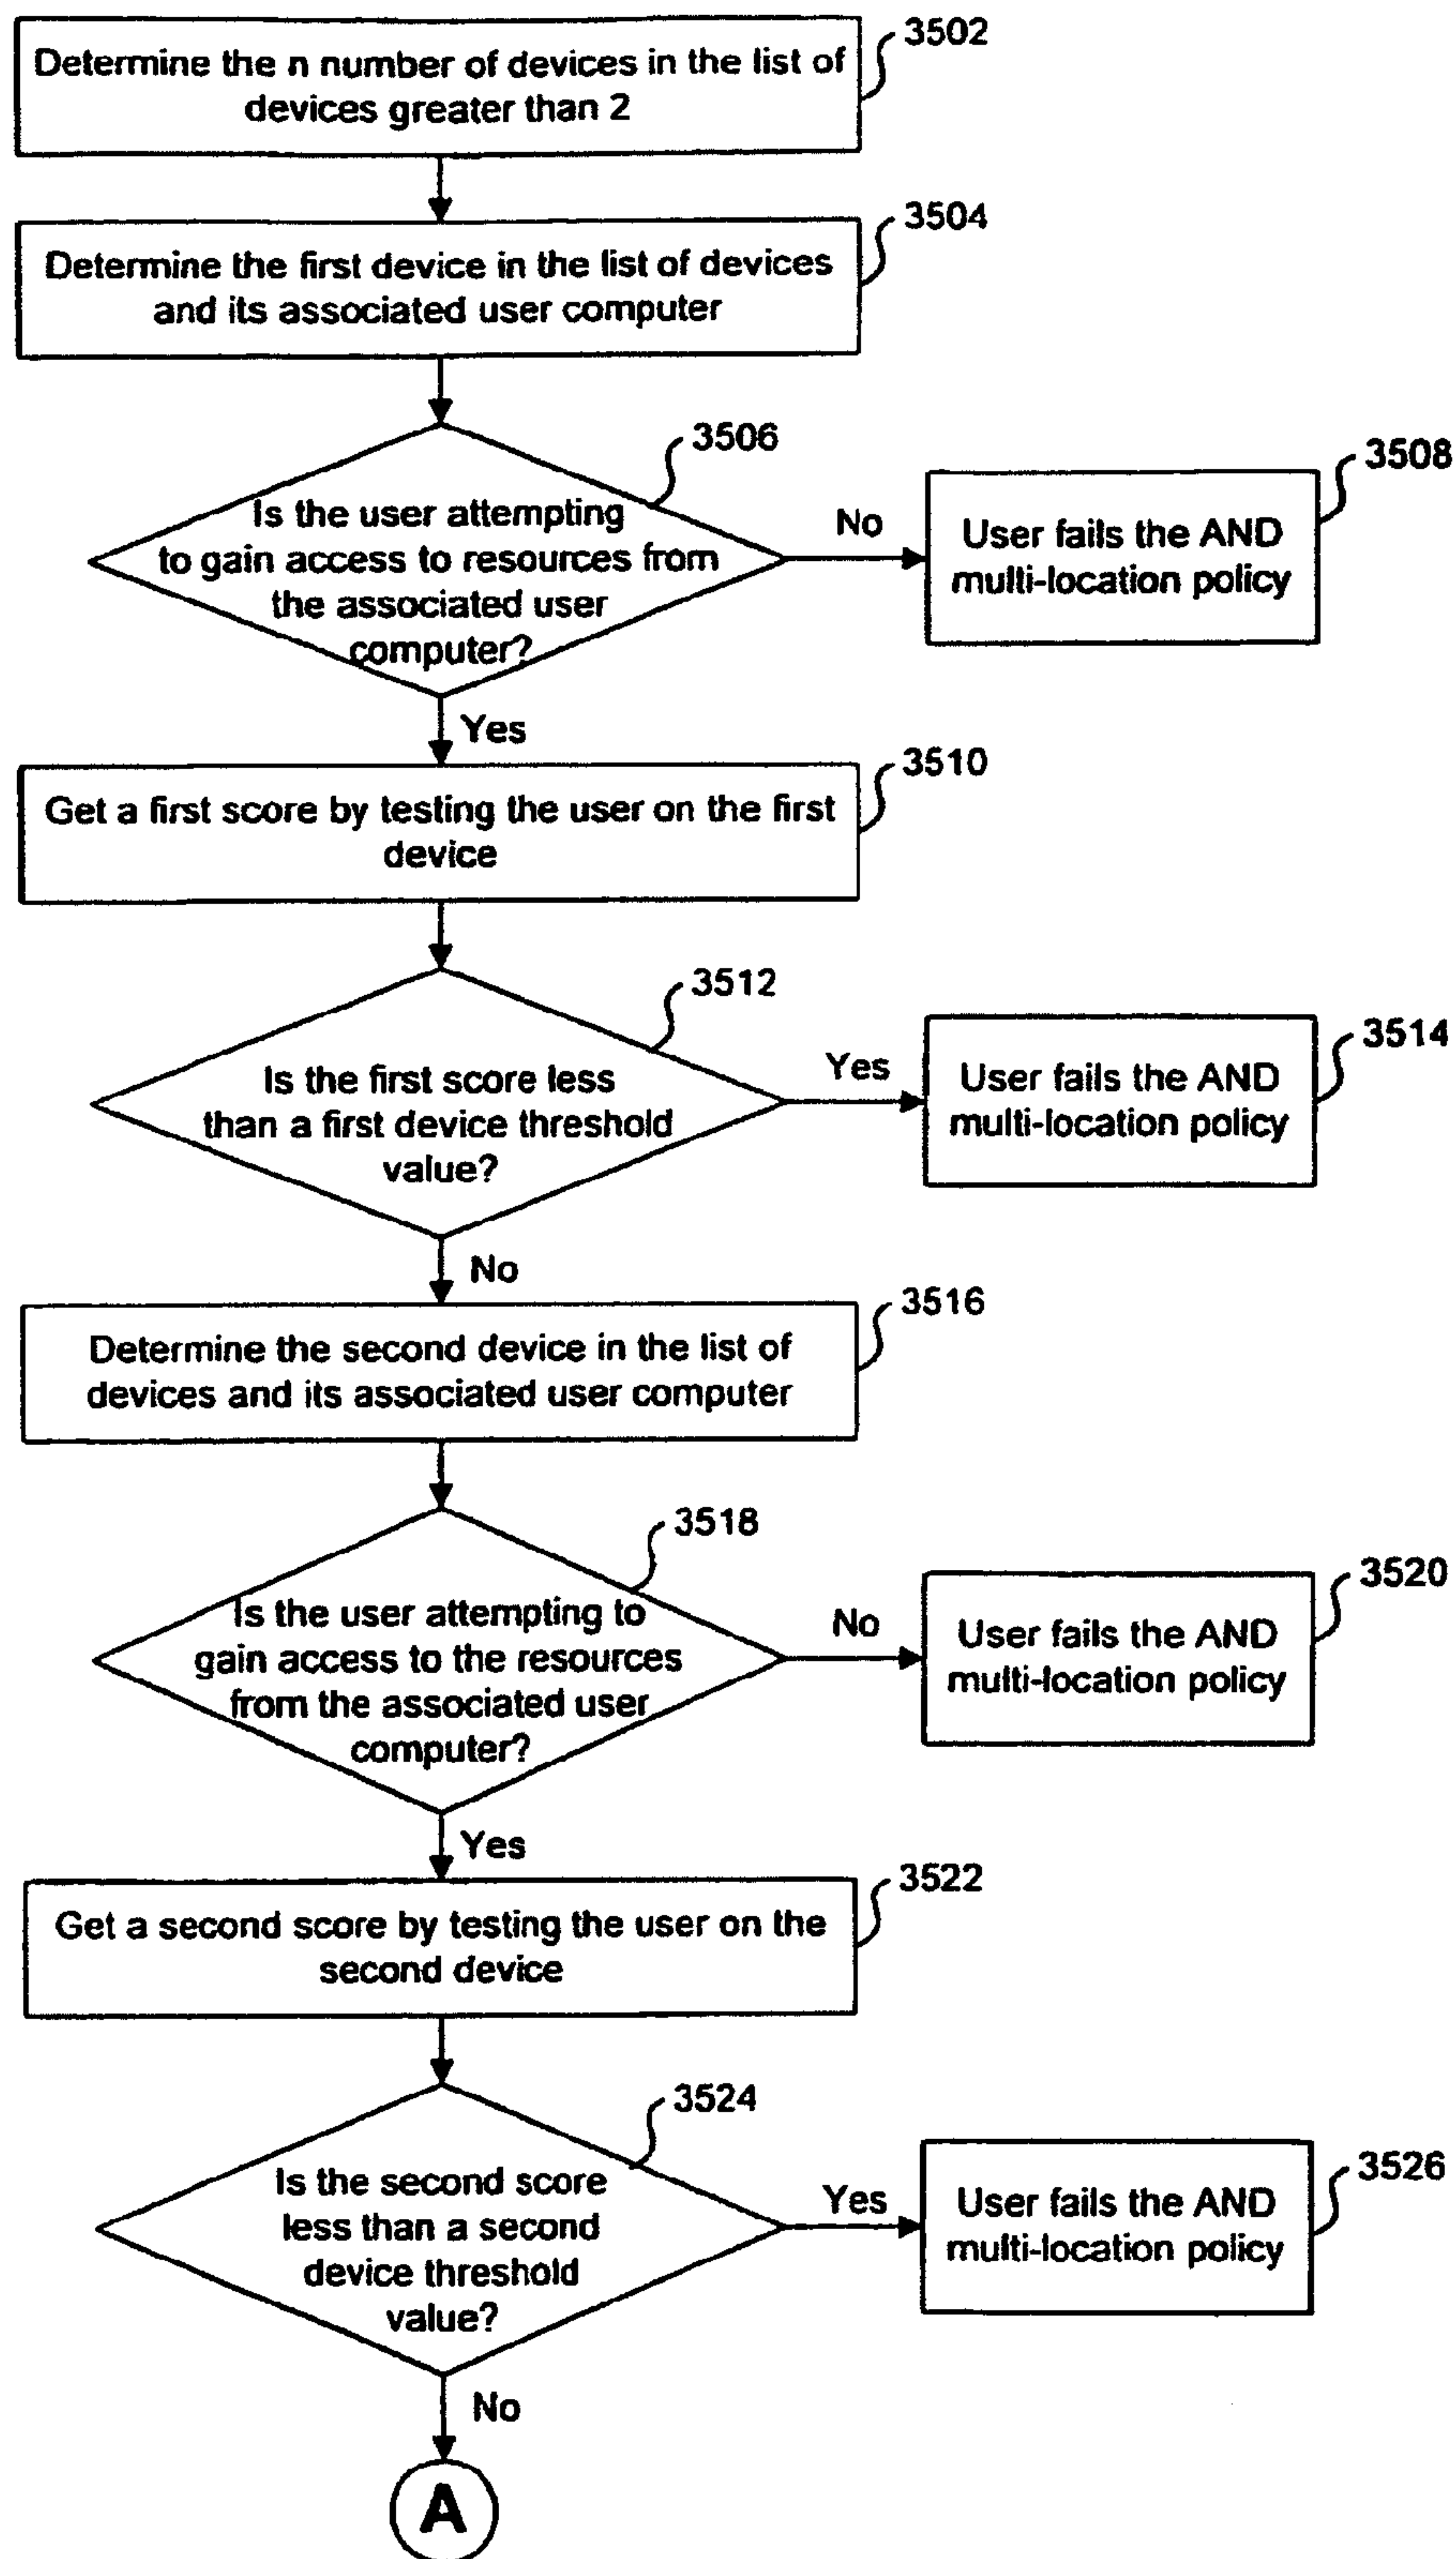 3502
Determine the n number of devices in the list of
devices greater than 2
3504
Determine the first device in the list of devices
and its associated user computer
3506
Is the user attempting
to gain access to resources from
the associated user
computer?
No
3508
User fails the AND
multi-location policy
Yes
3510
Get a first score by testing the user on the first
device
3512
Is the first score less
than a first device threshold
value?
Yes
3514
User fails the AND
multi-location policy
No
3516
Determine the second device in the list of
devices and its associated user computer
3518
Is the user attempting to
gain access to the resources
from the associated user
computer?
No
3520
User fails the AND
multi-location policy
Yes
3522
Get a second score by testing the user on the
second device
3524
Is the second score
less than a second
device threshold
value?
Yes
3526
User fails the AND
multi-location policy
No
A